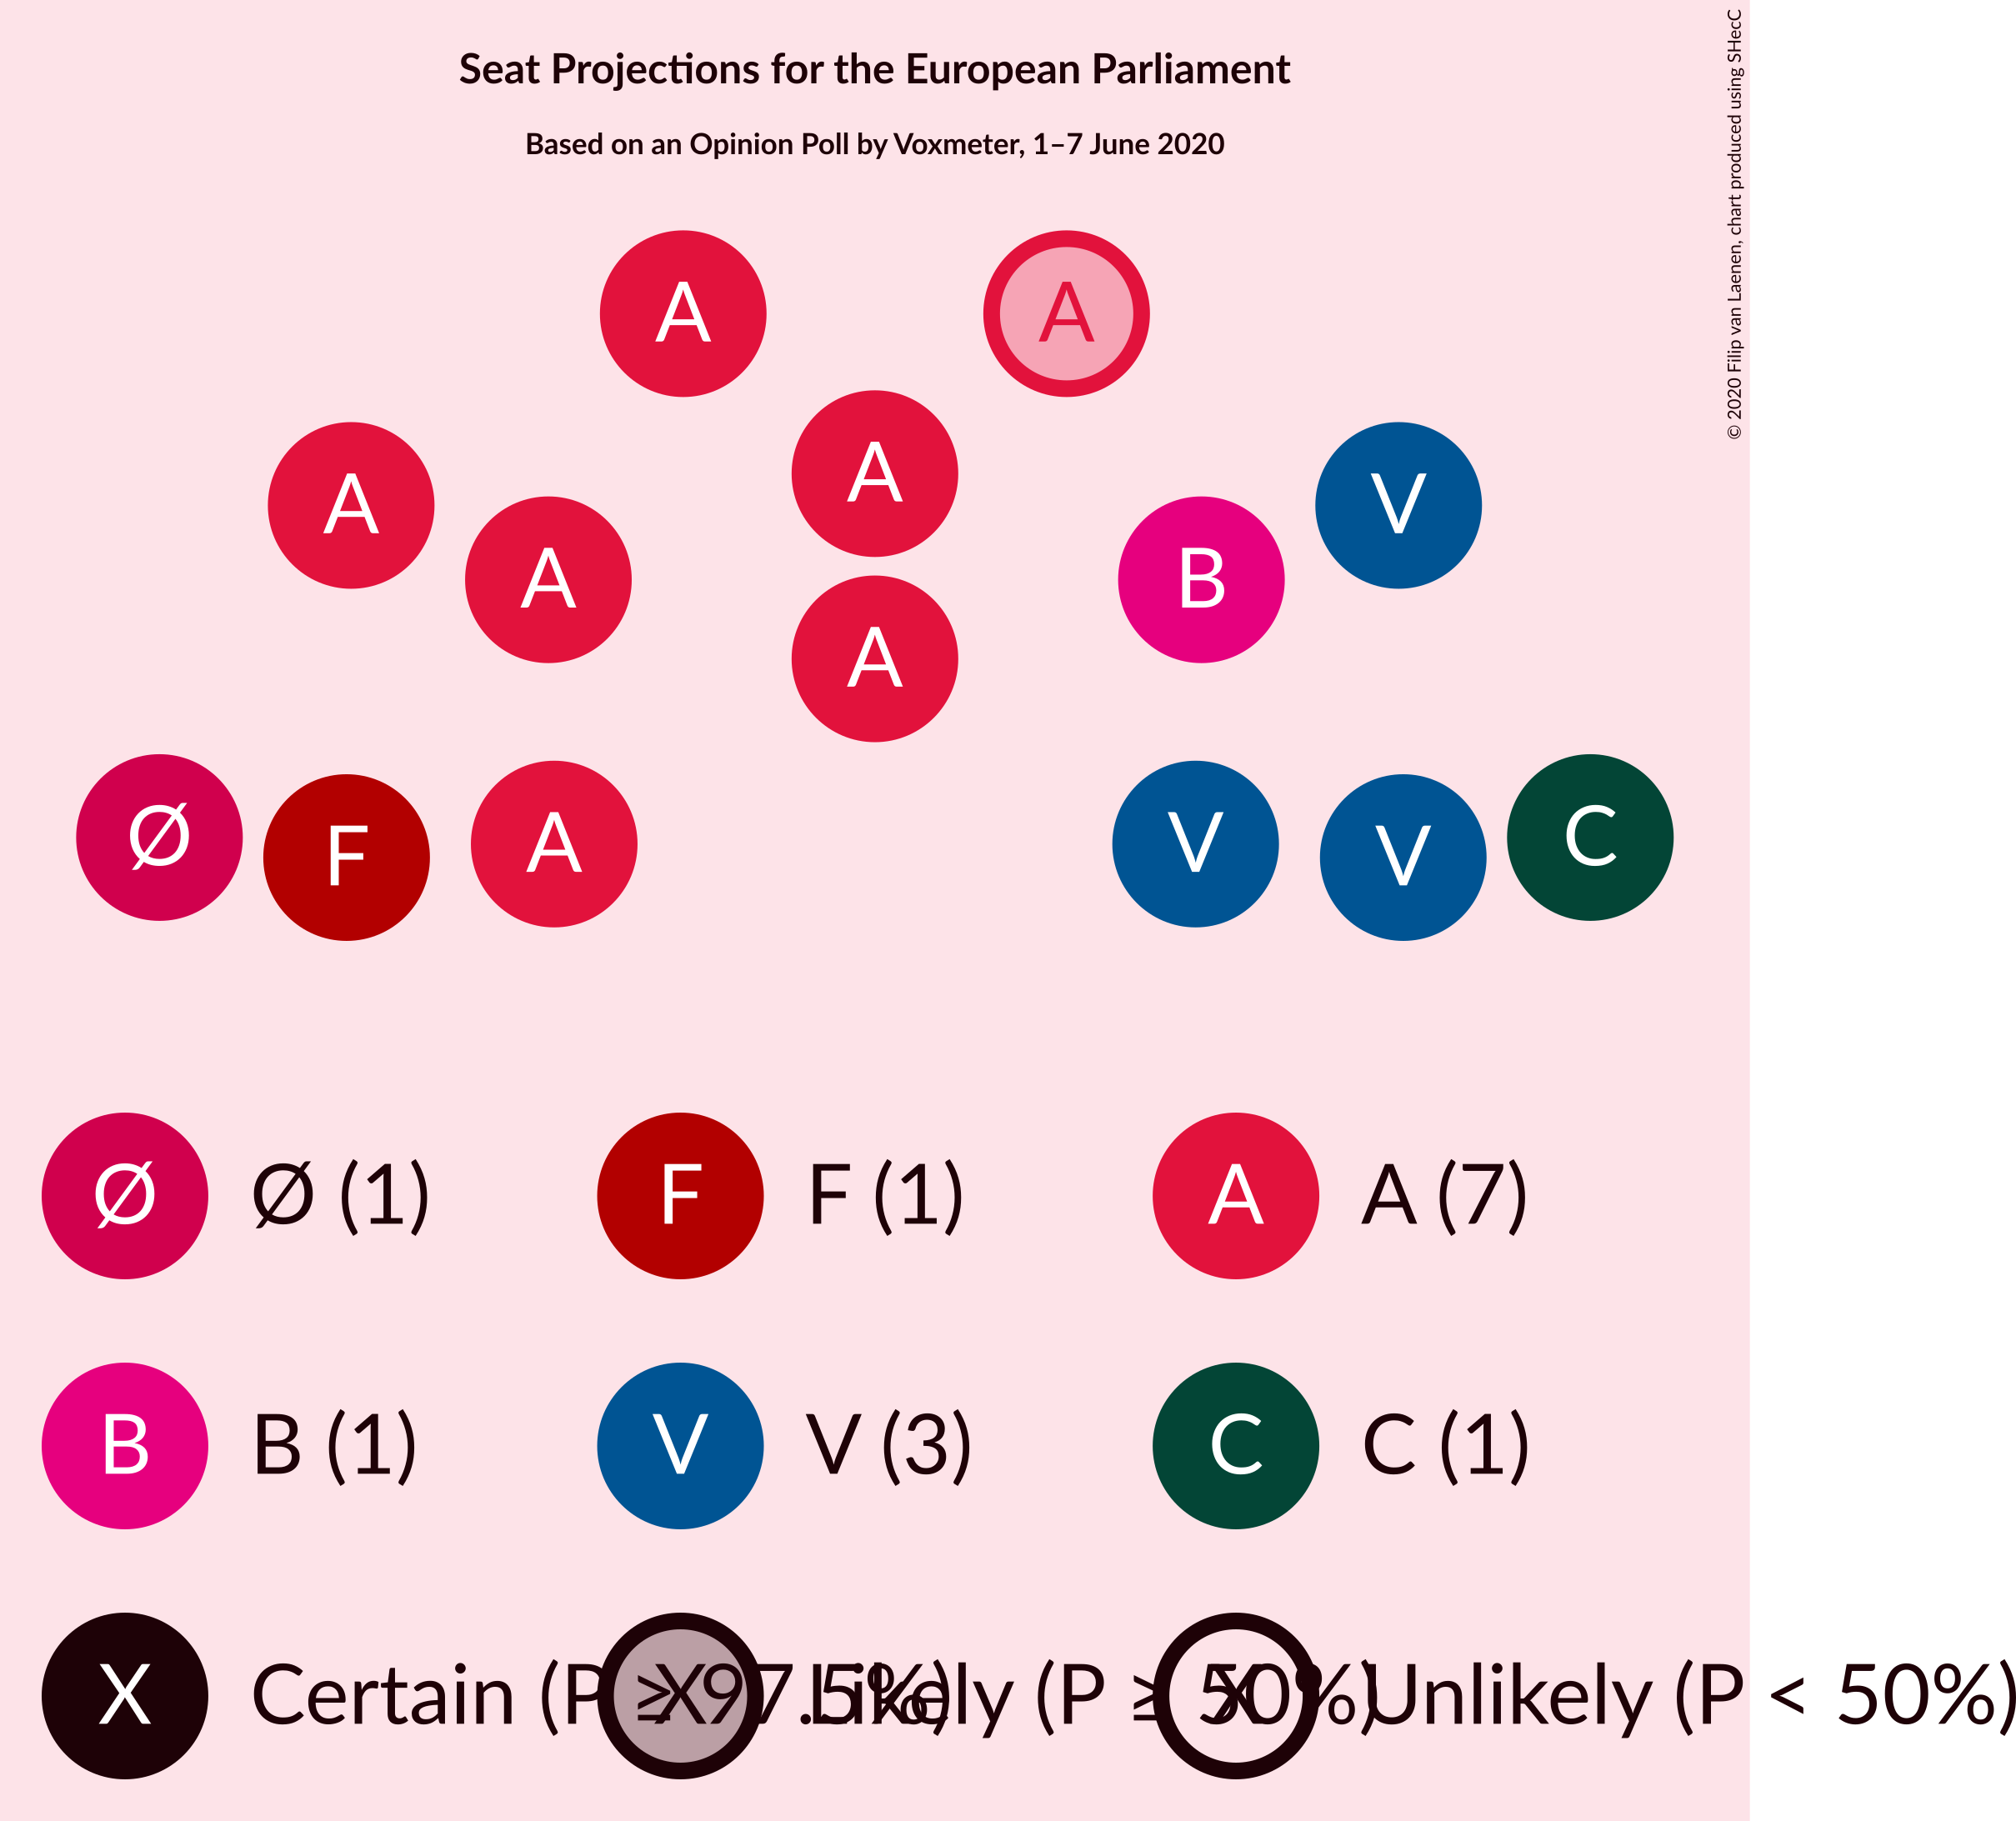 Seat Projections for the European Parliament
Based on an Opinion Poll by Voxmeter, 1–7 June 2020
© 2020 Filip van Laenen, chart produced using SHecC
A A
A
A V
A B
A
Ø C
A V
F V
Ø Ø (1) F F (1) A A (7)
B B (1) V V (3) C C (1)
X Certain (P ≥ 97.5%) X Likely (P ≥ 50%) X Unlikely (P < 50%)